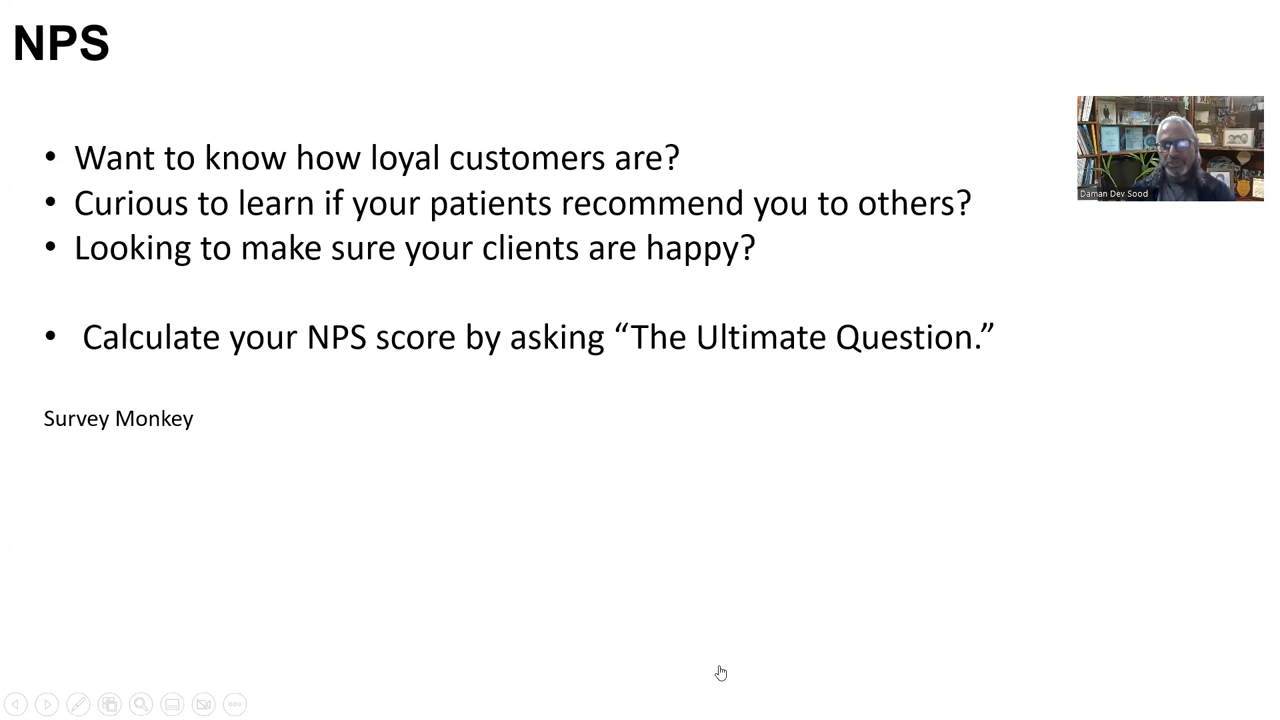 NPS
• Want to know how loyal customers are?
• Curious to learn if your patients recommend you to others?
• Looking to make sure your clients are happy?
• Calculate your NPS score by asking “The Ultimate Question.”
Survey Monkey
Daman Dev Sood